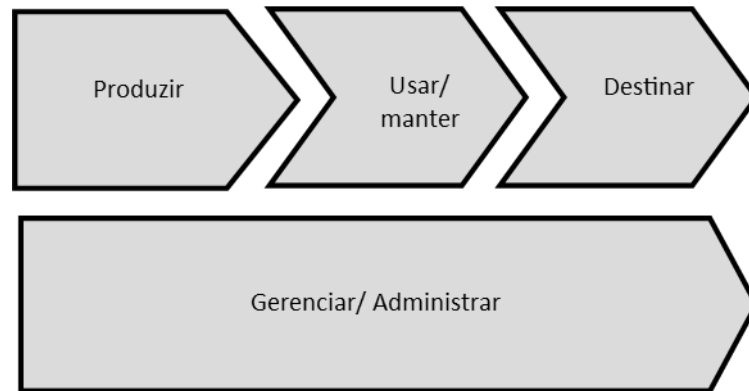 Produzir
Usar/
manter
Destinar
Gerenciar/ Administrar